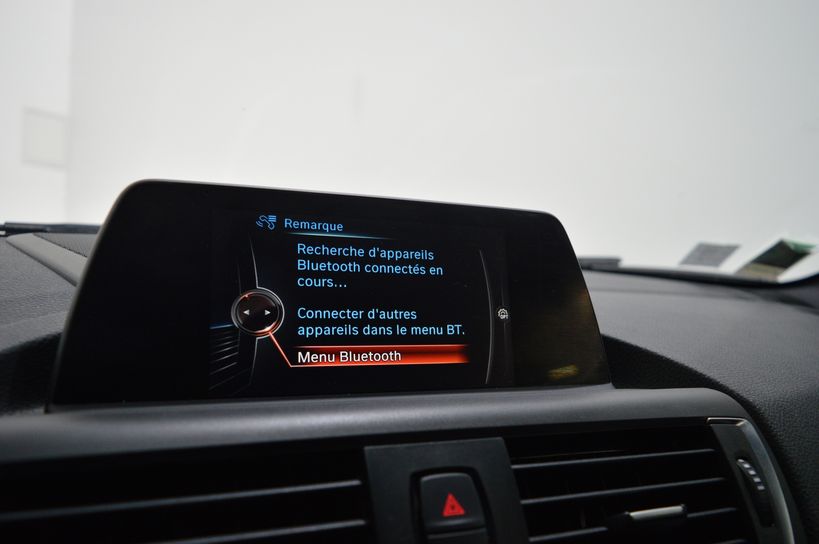 Remarque
Recherche d'appareils
Bluetooth connectés en
cours...
Connecter d'autres
appareils dans le menu BT.
Menu Bluetooth